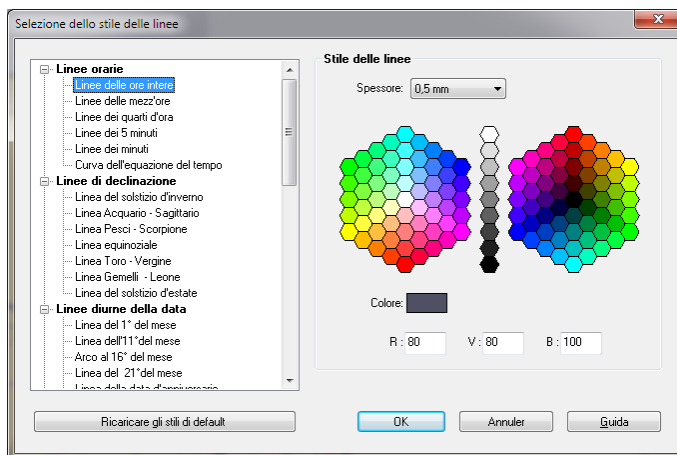 Selezione dello stile delle linee
Linee orarie
Linee delle ore intere
Linee delle mezz'ore
Linee dei quarti d'ora
Linee dei 5 minuti
Linee dei minuti
Curva dell'equazione del tempo
Linee di declinazione
Linea del solstizio d'inverno
Linea Acquario - Sagittario
Linea Pesci - Scorpione
Linea equinoziale
Linea Toro - Vergine
Linea Gemelli - Leone
Linea del solstizio d'estate
Linee diurne della data
Linea del 1° del mese
Linea dell'11°del mese
Arco al 16° del mese
Linea del 21°del mese
Linea della data d'anniversario
Ricaricare gli stili di default
Stile delle linee
Spessore: 0,5 mm
Colore:
R : 80 V : 80 B : 100
OK Annuler Guida